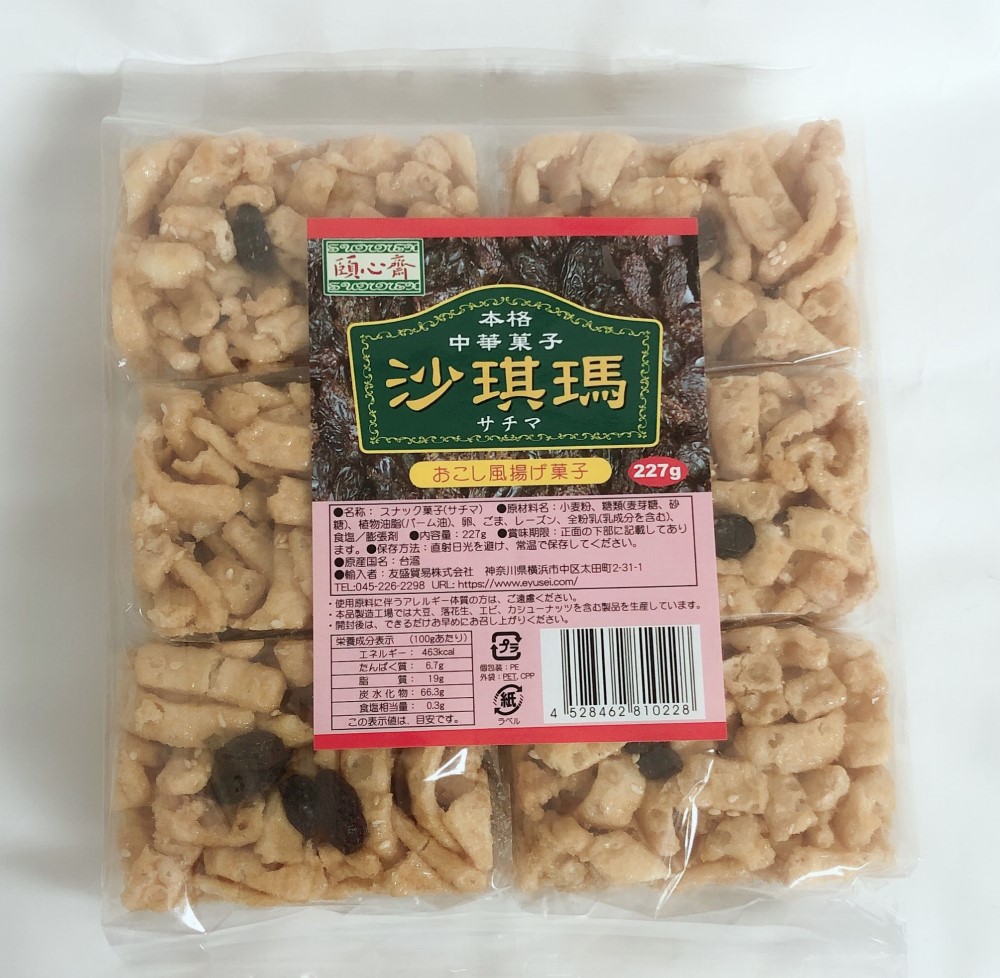 頤心齋
本格
中華菓子
沙琪瑪
サチマ
おこし風揚げ菓子
227g
●名称： スナック菓子(サチマ)　●原材料名：小麦粉、糖類(麦芽糖、砂
糖)、植物油脂(パーム油)、卵、ごま、レーズン、全粉乳(乳成分を含む)、
食塩／膨張剤　●内容量：227g　●賞味期限：正面の下部に記載してあり
ます。●保存方法：直射日光を避け、常温で保存してください。
●原産国名：台湾
●輸入者：友盛貿易株式会社　神奈川県横浜市中区太田町2-31-1
TEL:045-226-2298 URL: https://www.eyusei.com/
・使用原料に伴うアレルギー体質の方は、ご遠慮ください。
・本品製造工場では大豆、落花生、エビ、カシューナッツを含む製品を生産しています。
・開封後は、できるだけお早めにお召し上がりください。
栄養成分表示　(100gあたり)
エネルギー： 463kcal
たんぱく質： 6.7g
脂　　質： 19g
炭水化物： 66.3g
食塩相当量： 0.3g
この表示値は、目安です。
プラ
個包装：PE
外袋：PET, CPP
紙
ラベル
4 528462 810228